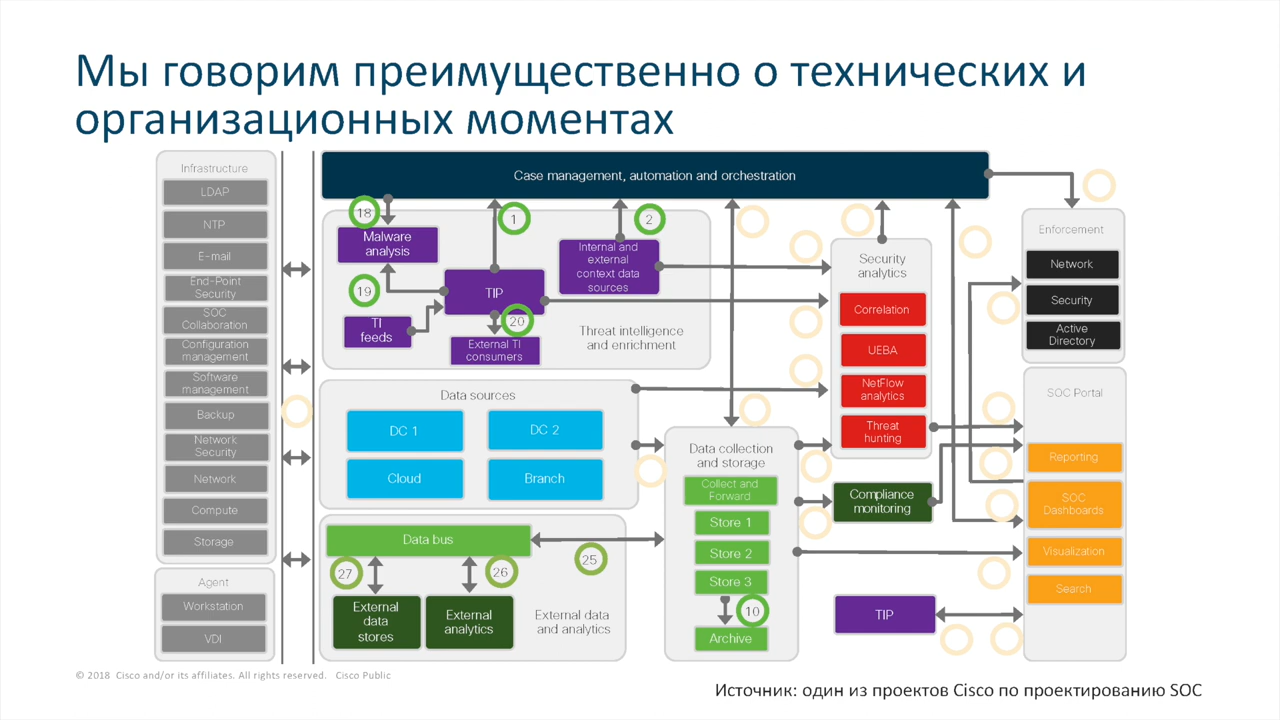 Мы говорим преимущественно о технических и
организационных моментах
Infrastructure
LDAP
NTP
E-mail
End-Point
Security
SOC
Collaboration
Configuration
management
Software
management
Backup
Network
Security
Network
Compute
Storage
Agent
Workstation
VDI
Case management, automation and orchestration
18
1
2
Malware
analysis
Internal and
external
context data
sources
19
TIP
20
TI
feeds
External TI
consumers
Threat intelligence
and enrichment
Data sources
DC 1
DC 2
Cloud
Branch
Data bus
27
26
25
External
data
stores
External
analytics
External data
and analytics
Data collection
and storage
Collect and
Forward
Store 1
Store 2
Store 3
10
Archive
Security
analytics
Correlation
UEBA
NetFlow
analytics
Threat
hunting
Compliance
monitoring
TIP
Enforcement
Network
Security
Active
Directory
SOC Portal
Reporting
SOC
Dashboards
Visualization
Search
© 2018 Cisco and/or its affiliates. All rights reserved. Cisco Public
Источник: один из проектов Cisco по проектированию SOC